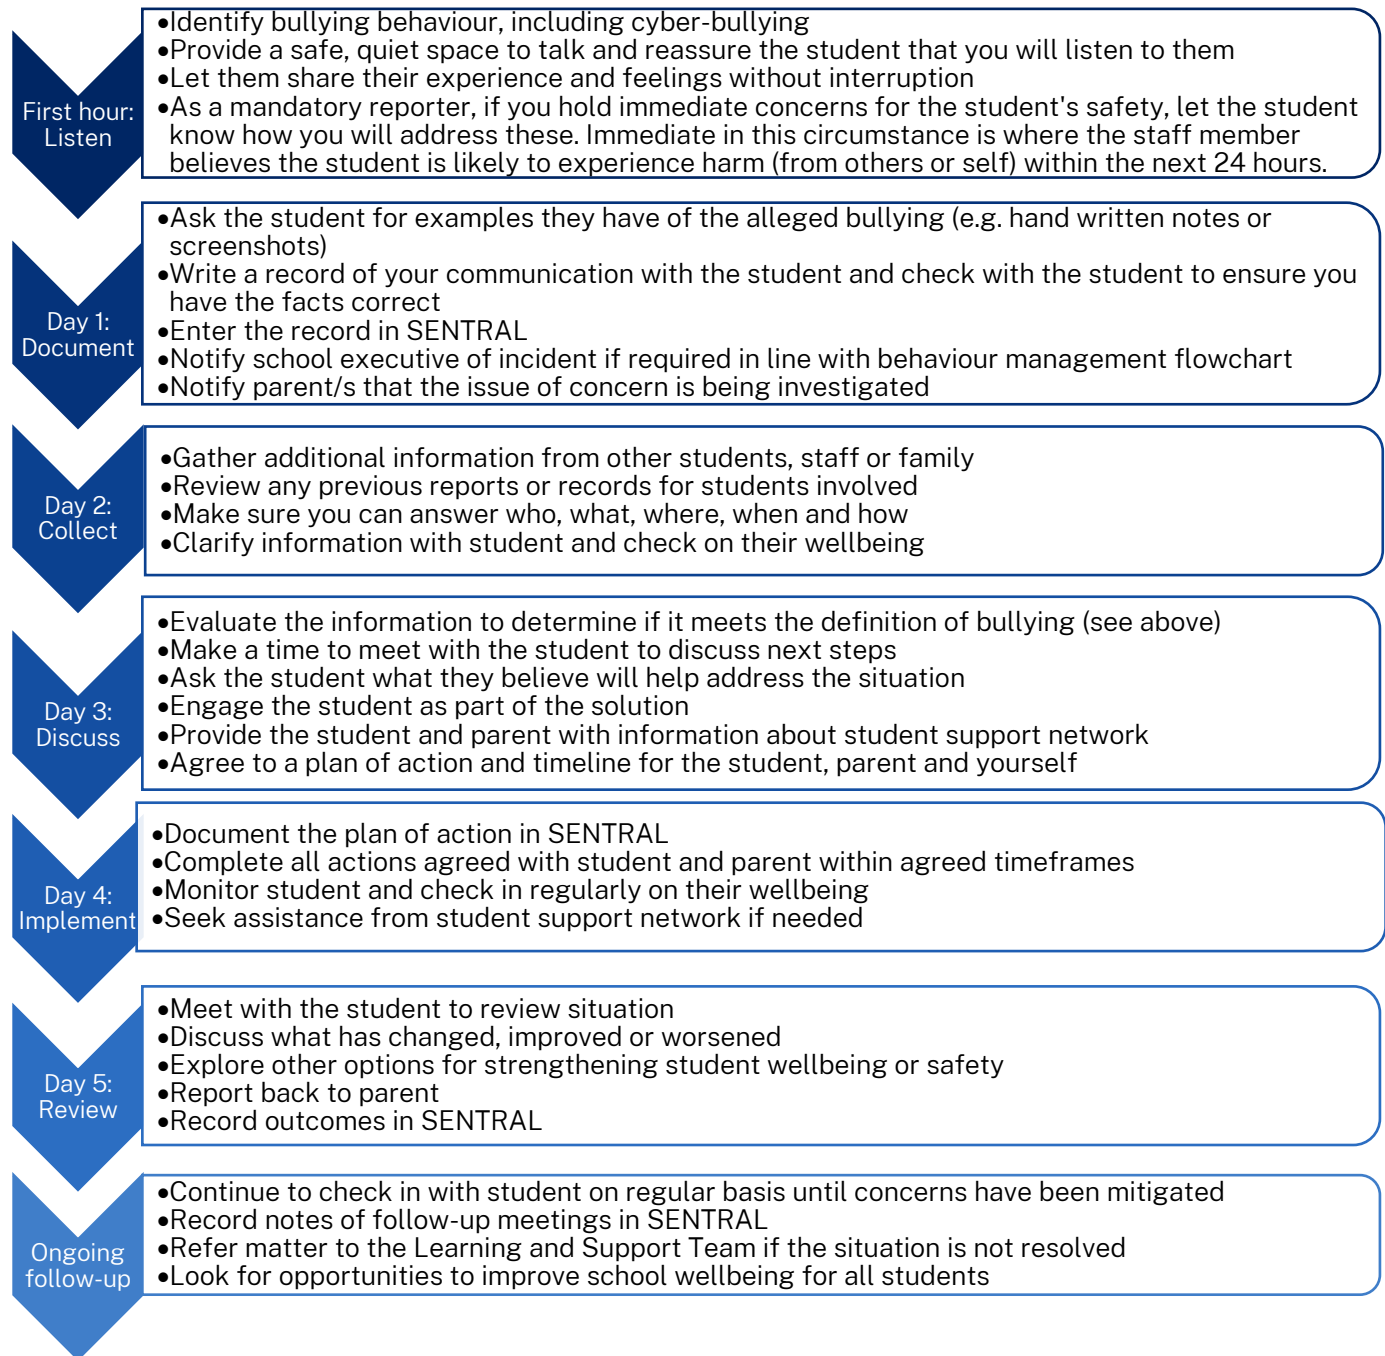 First hour:
Listen
•Identify bullying behaviour, including cyber-bullying
•Provide a safe, quiet space to talk and reassure the student that you will listen to them
•Let them share their experience and feelings without interruption
•As a mandatory reporter, if you hold immediate concerns for the student's safety, let the student
know how you will address these. Immediate in this circumstance is where the staff member
believes the student is likely to experience harm (from others or self) within the next 24 hours.
Day 1:
Document
•Ask the student for examples they have of the alleged bullying (e.g. hand written notes or
screenshots)
•Write a record of your communication with the student and check with the student to ensure you
have the facts correct
•Enter the record in SENTRAL
•Notify school executive of incident if required in line with behaviour management flowchart
•Notify parent/s that the issue of concern is being investigated
Day 2:
Collect
•Gather additional information from other students, staff or family
•Review any previous reports or records for students involved
•Make sure you can answer who, what, where, when and how
•Clarify information with student and check on their wellbeing
Day 3:
Discuss
•Evaluate the information to determine if it meets the definition of bullying (see above)
•Make a time to meet with the student to discuss next steps
•Ask the student what they believe will help address the situation
•Engage the student as part of the solution
•Provide the student and parent with information about student support network
•Agree to a plan of action and timeline for the student, parent and yourself
Day 4:
Implement
•Document the plan of action in SENTRAL
•Complete all actions agreed with student and parent within agreed timeframes
•Monitor student and check in regularly on their wellbeing
•Seek assistance from student support network if needed
Day 5:
Review
•Meet with the student to review situation
•Discuss what has changed, improved or worsened
•Explore other options for strengthening student wellbeing or safety
•Report back to parent
•Record outcomes in SENTRAL
Ongoing
follow-up
•Continue to check in with student on regular basis until concerns have been mitigated
•Record notes of follow-up meetings in SENTRAL
•Refer matter to the Learning and Support Team if the situation is not resolved
•Look for opportunities to improve school wellbeing for all students